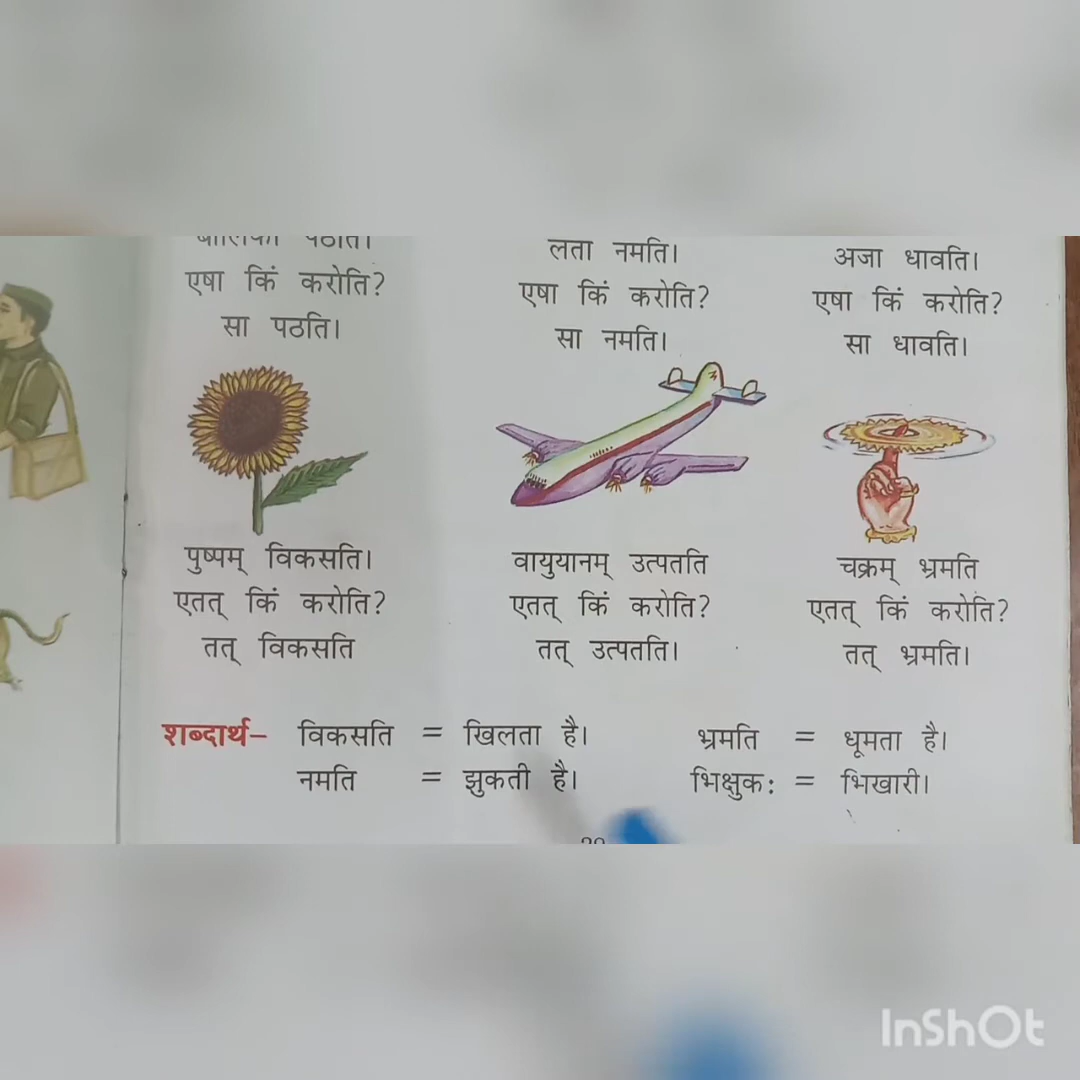 बालिका पठति।
एषा किं करोति?
सा पठति।
लता नमति।
एषा किं करोति?
सा नमति।
अजा धावति।
एषा किं करोति?
सा धावति।
पुष्पम् विकसति।
एतत् किं करोति?
तत् विकसति
वायुयानम् उत्पतति
एतत् किं करोति?
तत् उत्पतति।
चक्रम् भ्रमति
एतत् किं करोति?
तत् भ्रमति।
शब्दार्थ– विकसति = खिलता है। भ्रमति = धूमता है।
नमति = झुकती है। भिक्षुकः = भिखारी।
InShOt